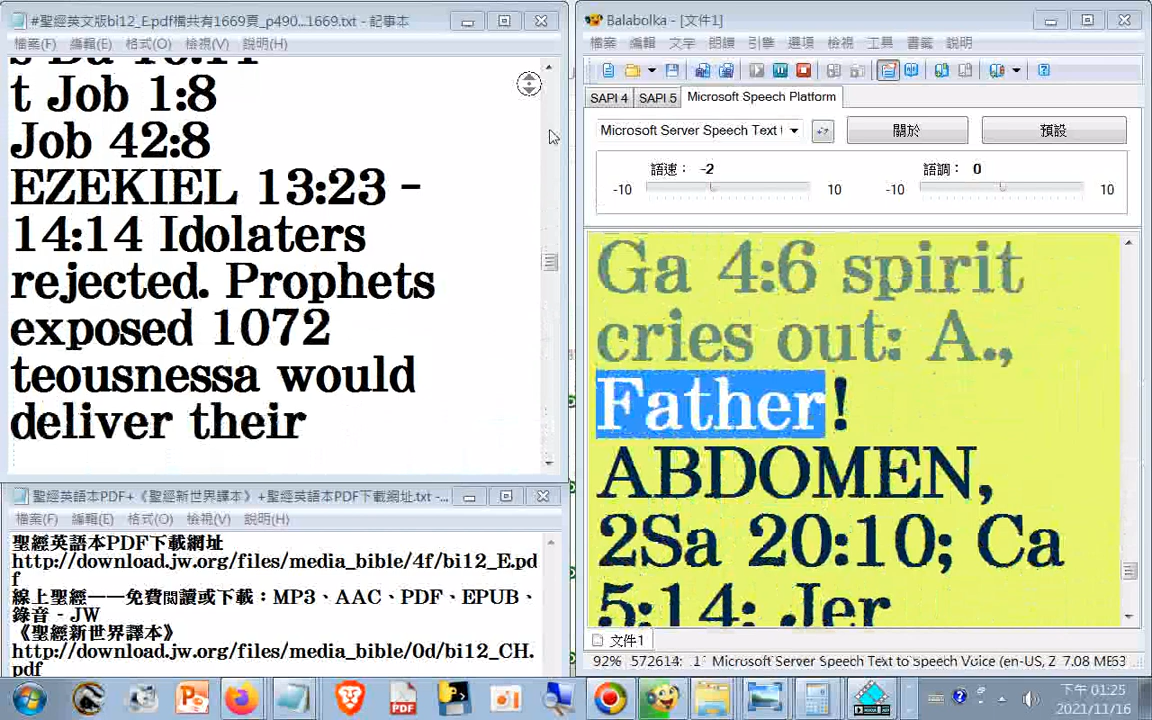 #聖經英文版bi12_E.pdf檔共有1669頁_p490...1669.txt - 記事本
檔案(F) 編輯(E) 格式(O) 檢視(V) 說明(H)
t Job 1:8
Job 42:8
EZEKIEL 13:23 -
14:14 Idolaters
rejected. Prophets
exposed 1072
teousnessa would
deliver their
聖經英語本PDF+《聖經新世界譯本》+聖經英語本PDF下載網址.txt -...
檔案(F) 編輯(E) 格式(O) 檢視(V) 說明(H)
聖經英語本PDF下載網址
http://download.jw.org/files/media_bible/4f/bi12_E.pd
f
線上聖經——免費閱讀或下載：MP3、AAC、PDF、EPUB、
錄音 - JW
《聖經新世界譯本》
http://download.jw.org/files/media_bible/0d/bi12_CH.
pdf
Balabolka - [文件1]
檔案 編輯 文字 朗讀 引擎 選項 檢視 工具 書籤 說明
SAPI 4 SAPI 5 Microsoft Speech Platform
Microsoft Server Speech Text 關於 預設
語速： -2 語調： 0
-10 10 -10 10
Ga 4:6 spirit
cries out: A.,
Father!
ABDOMEN,
2Sa 20:10; Ca
5:14; Jer
文件1
92% Microsoft Server Speech Text to Speech Voice (en-US, Z 7.08 MB
PDF
下午 01:25
2021/11/16